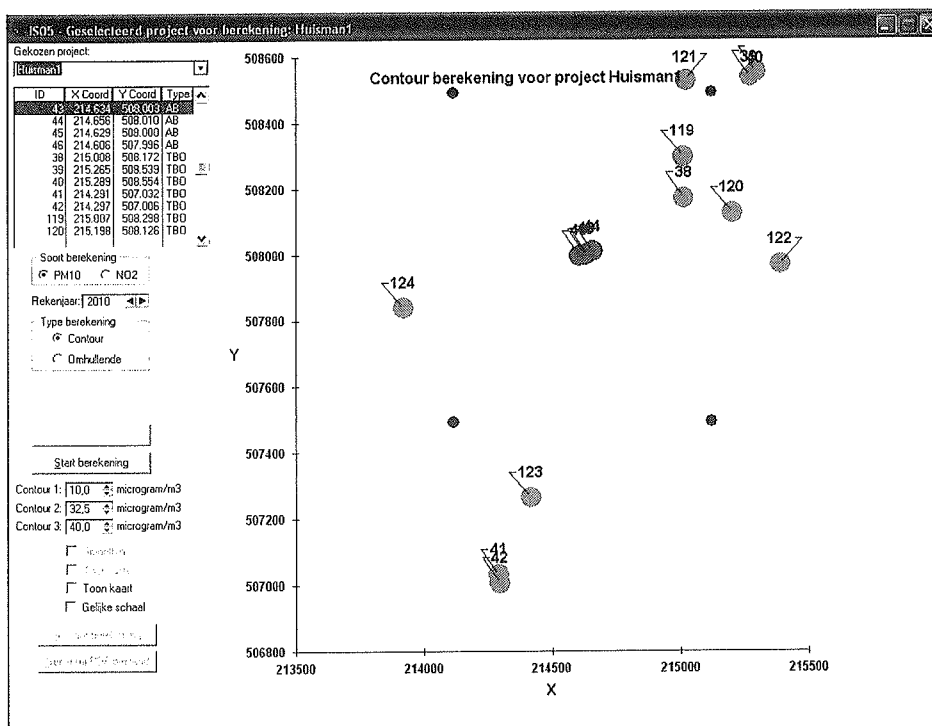 ISO5 - Geselecteerd project voor berekening: Huisman1
Gekozen project:
Huisman1
ID X Coord Y Coord Type
43 214.634 508.003 AB
44 214.656 508.010 AB
45 214.629 508.000 AB
46 214.606 507.996 AB
38 215.008 508.172 TBO
39 215.265 508.539 TBO
40 215.289 508.554 TBO
41 214.291 507.032 TBO
42 214.297 507.006 TBO
119 215.007 508.298 TBO
120 215.198 508.126 TBO
Soort berekening
PM10 NO2
Rekenjaar: 2010
Type berekening
Contour
Omhullende
Start berekening
Contour 1: 10,0 microgram/m3
Contour 2: 32,5 microgram/m3
Contour 3: 40,0 microgram/m3
Toon kaart
Gelijke schaal
Contour berekening voor project Huisman1
Y
508600
508400
508200
508000
507800
507600
507400
507200
507000
506800
213500 214000 214500 215000 215500
X
121
119
38
120
122
124
123
41
42